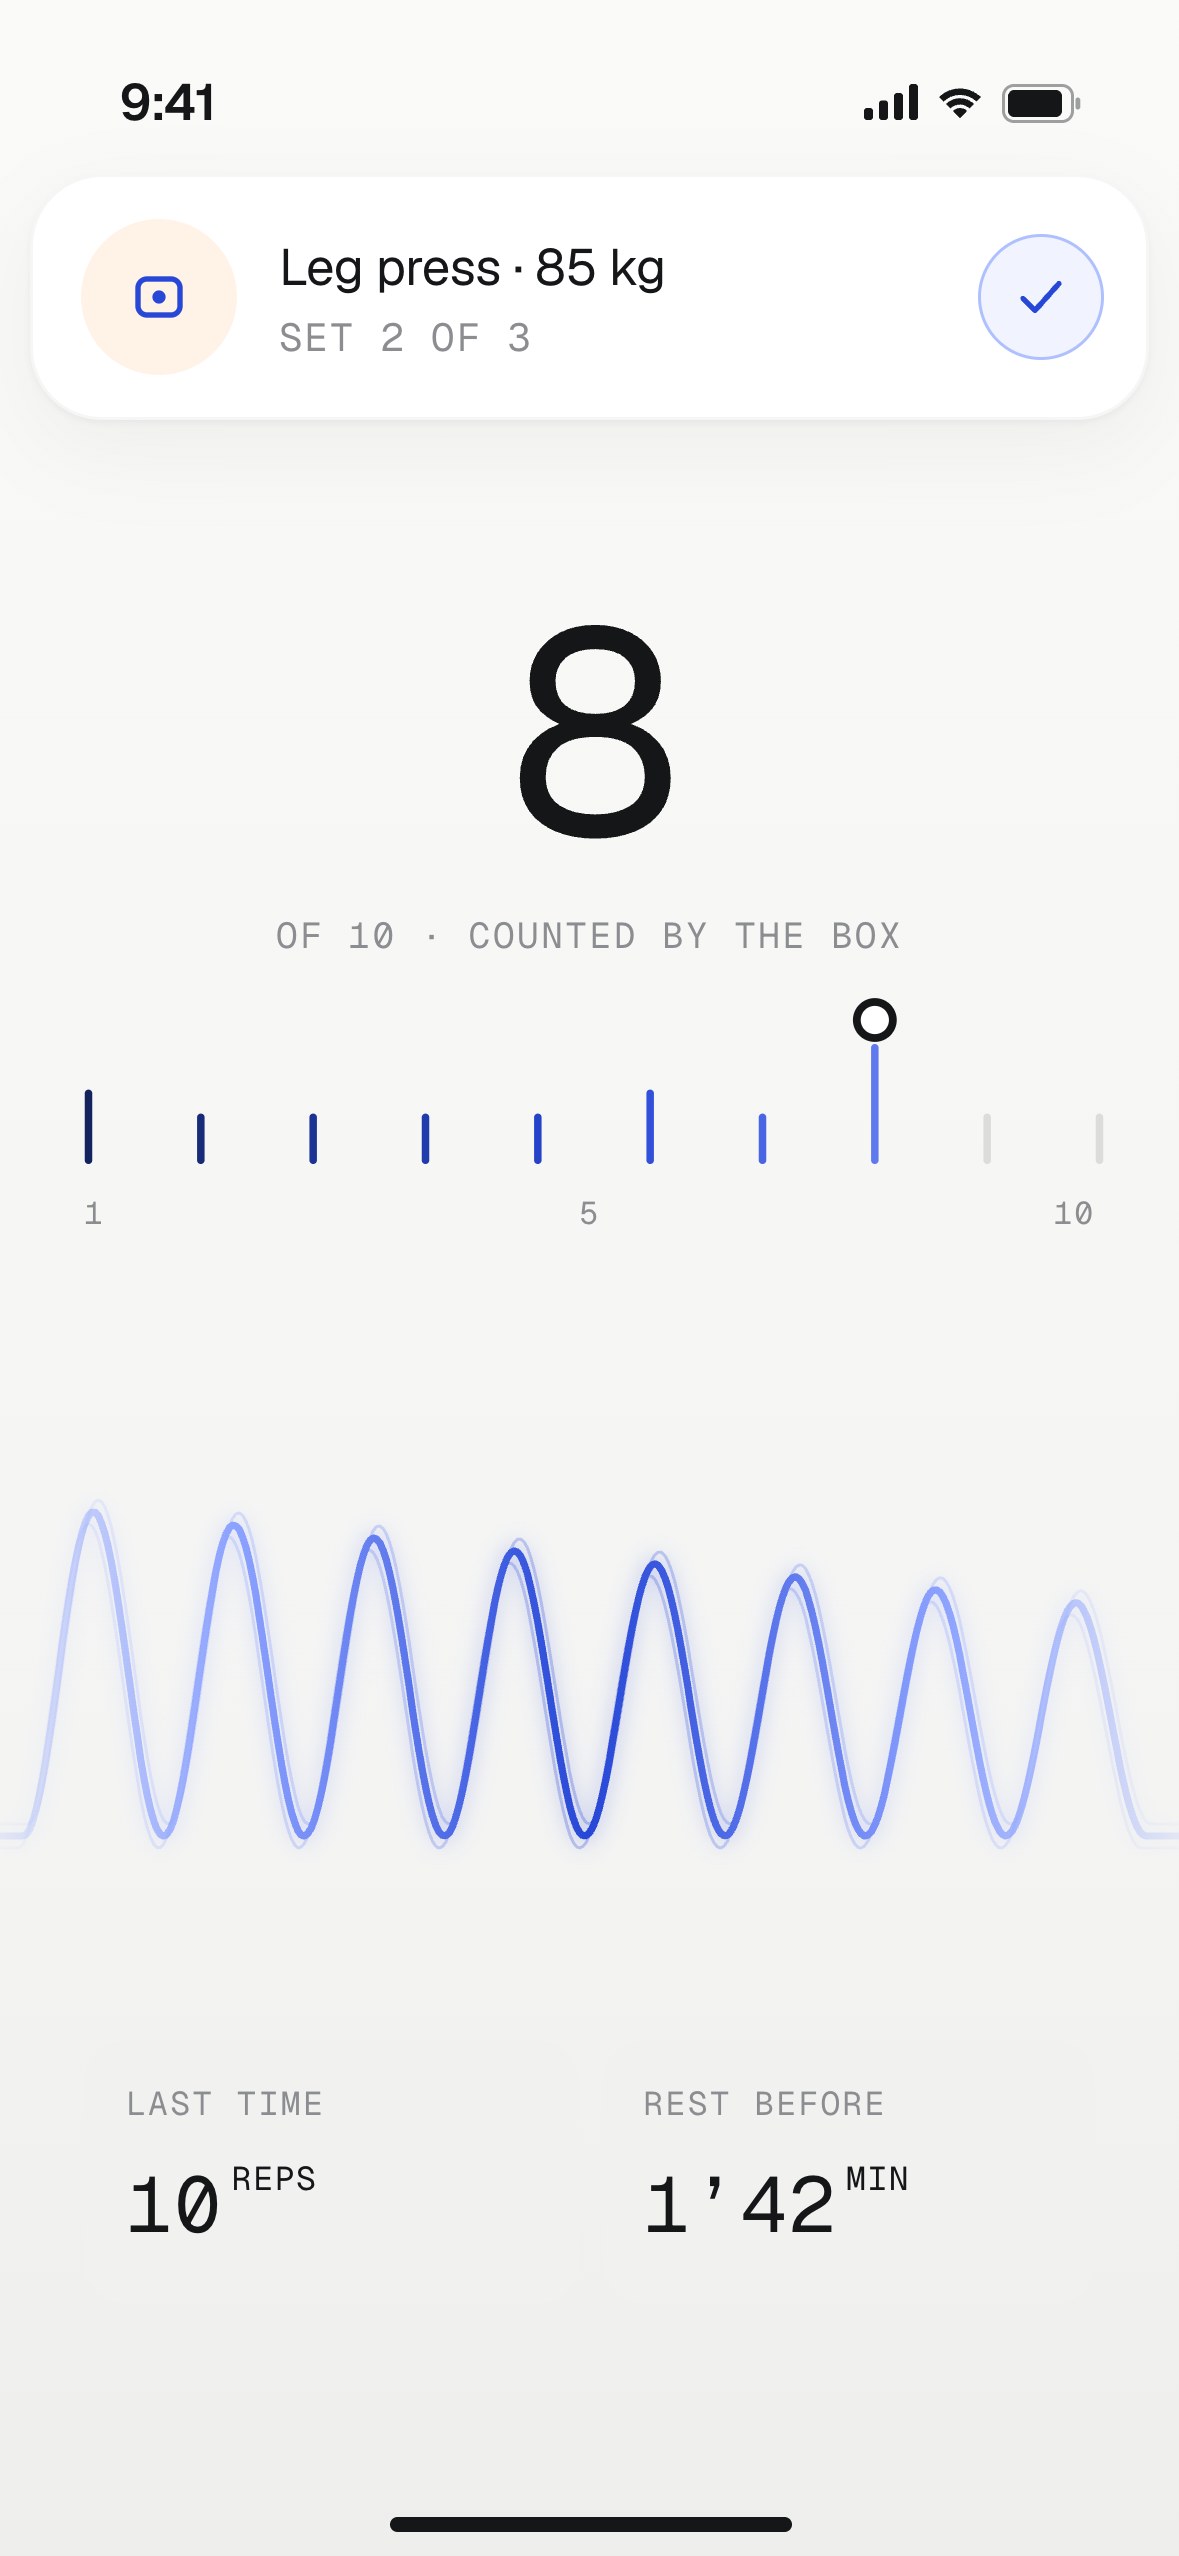 9:41
Leg press · 85 kg
SET 2 OF 3
8
OF 10 · COUNTED BY THE BOX
1 5 10
LAST TIME
10 REPS
REST BEFORE
1’42 MIN